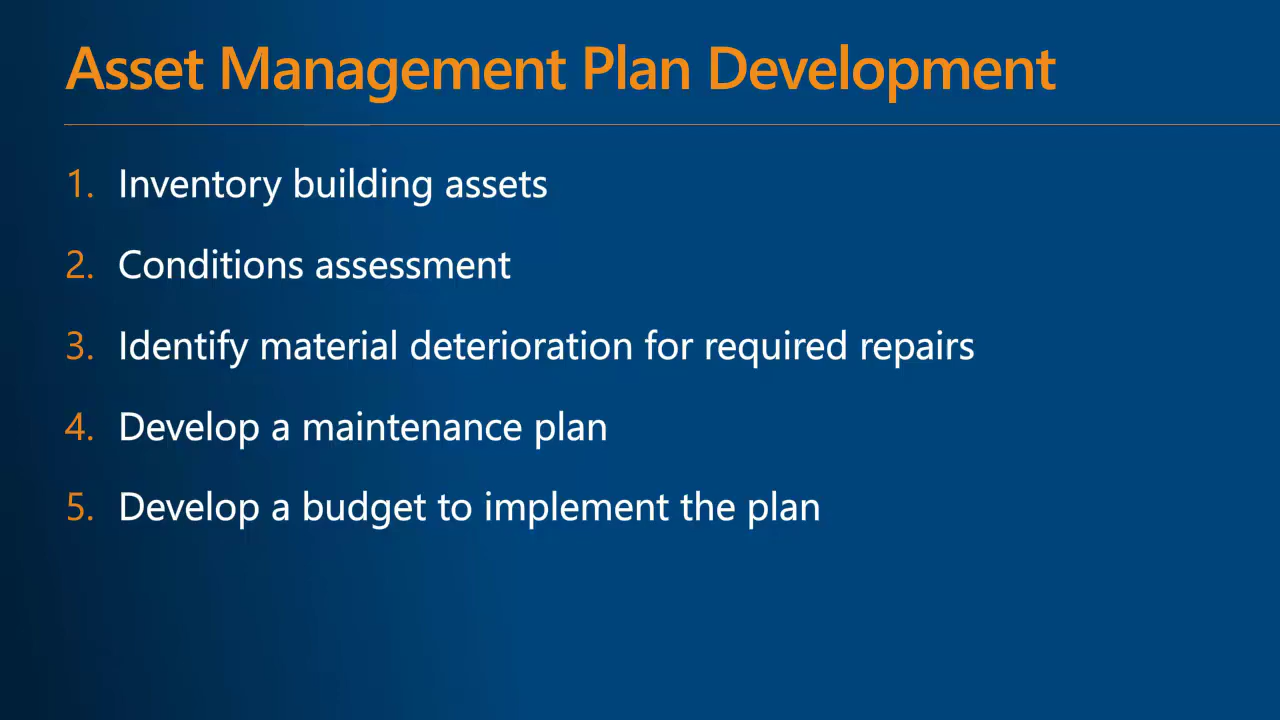 Asset Management Plan Development
1. Inventory building assets
2. Conditions assessment
3. Identify material deterioration for required repairs
4. Develop a maintenance plan
5. Develop a budget to implement the plan